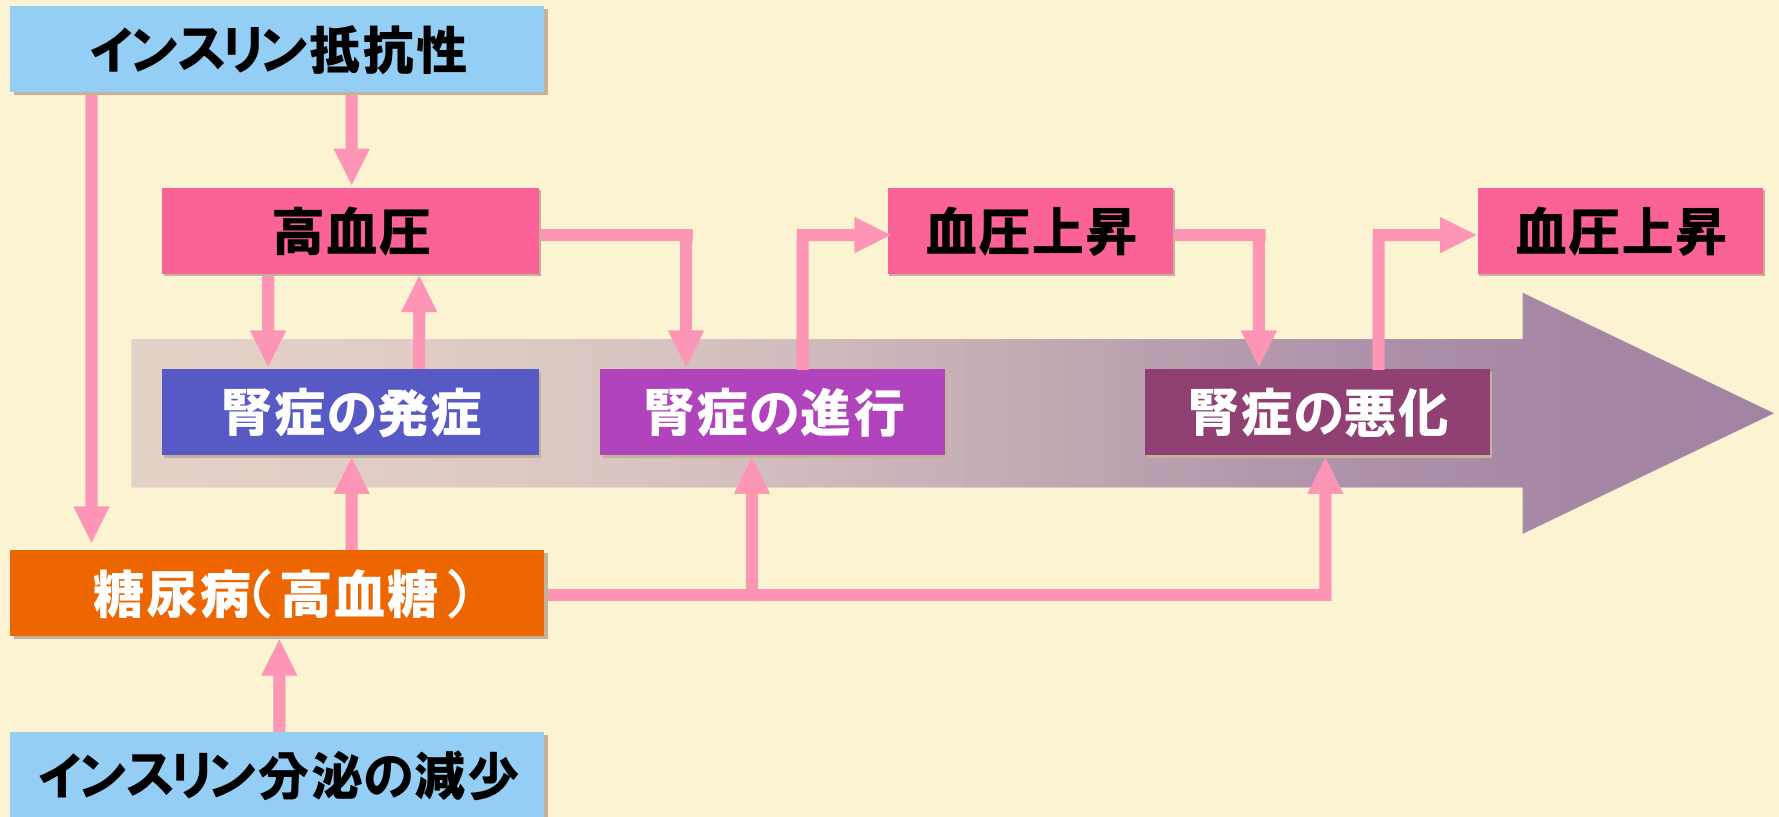 インスリン抵抗性
高血圧
血圧上昇
血圧上昇
腎症の発症
腎症の進行
腎症の悪化
糖尿病（高血糖）
インスリン分泌の減少